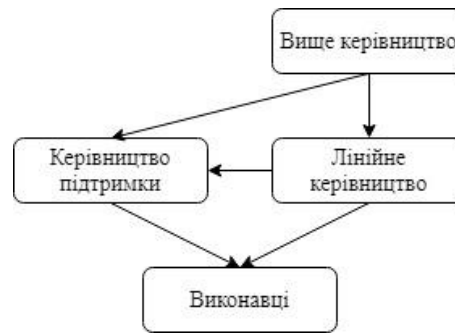 Вище керівництво
Керівництво
підтримки
Лінійне
керівництво
Виконавці